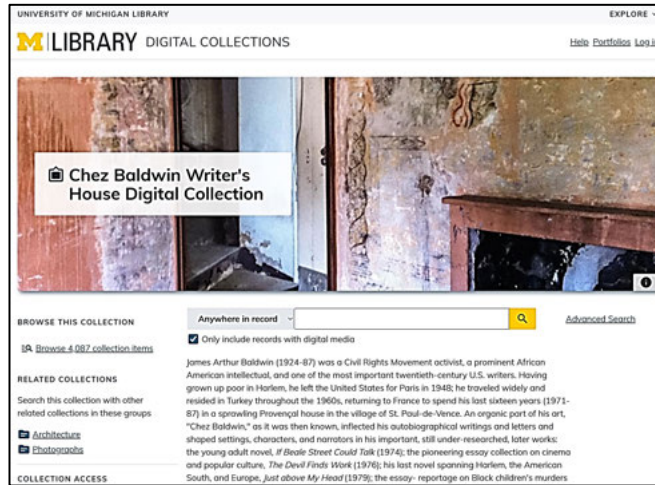 UNIVERSITY OF MICHIGAN LIBRARY
EXPLORE
M LIBRARY DIGITAL COLLECTIONS
Help Portfolios Log i
Chez Baldwin Writer's
House Digital Collection
BROWSE THIS COLLECTION
Browse 4,087 collection items
RELATED COLLECTIONS
Search this collection with other
related collections in these groups
Architecture
Photographs
COLLECTION ACCESS
Anywhere in record
Advanced Search
Only include records with digital media
James Arthur Baldwin (1924-87) was a Civil Rights Movement activist, a prominent African
American intellectual, and one of the most important twentieth-century U.S. writers. Having
grown up poor in Harlem, he left the United States for Paris in 1948; he traveled widely and
resided in Turkey throughout the 1960s, returning to France to spend his last sixteen years (1971-
87) in a sprawling Provençal house in the village of St. Paul-de-Vence. An organic part of his art,
"Chez Baldwin," as it was then known, inflected his autobiographical writings and letters and
shaped settings, characters, and narrators in his important, still under-researched, later works:
the young adult novel, If Beale Street Could Talk (1974); the pioneering essay collection on cinema
and popular culture, The Devil Finds Work (1976); his last novel spanning Harlem, the American
South, and Europe, Just above My Head (1979); the essay- reportage on Black children's murders